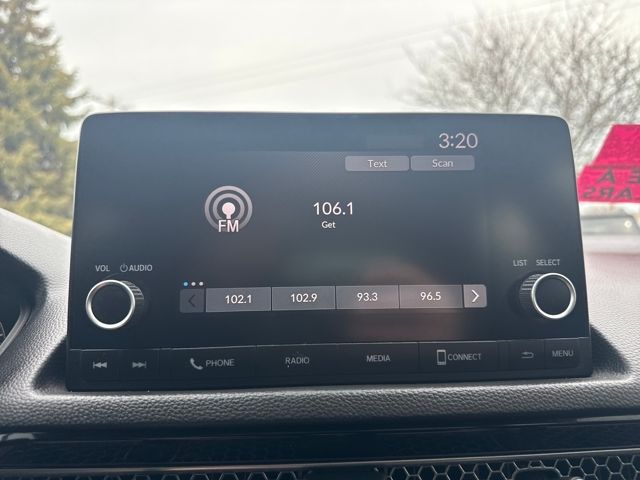 3:20
Text Scan
FM
106.1
Get
VOL AUDIO
LIST SELECT
102.1 102.9 93.3 96.5
PHONE RADIO MEDIA CONNECT MENU
E A
ARS